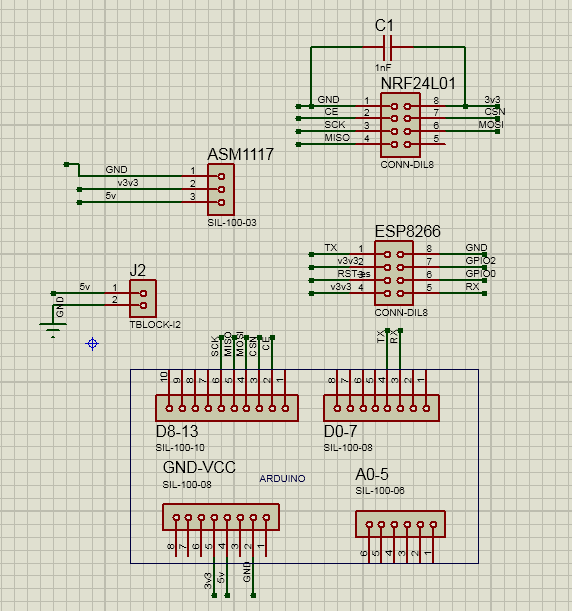 C1
1nF
NRF24L01
GND 1 8 3v3
CE 2 7 CSN
SCK 3 6 MOSI
MISO 4 5
CONN-DIL8
ASM1117
GND 1
v3v3 2
5v 3
SIL-100-03
ESP8266
TX 1 8 GND
v3v3 2 7 GPIO2
RST-es 3 6 GPIO0
v3v3 4 5 RX
CONN-DIL8
J2
5v 1
GND 2
TBLOCK-I2
SCK MISO MOSI CSN CE
TX RX
10 9 8 7 6 5 4 3 2 1
8 7 6 5 4 3 2 1
D8-13
SIL-100-10
D0-7
SIL-100-08
GND-VCC
SIL-100-08
ARDUINO
A0-5
SIL-100-06
8 7 6 5 4 3 2 1
6 5 4 3 2 1
3v3 5v GND